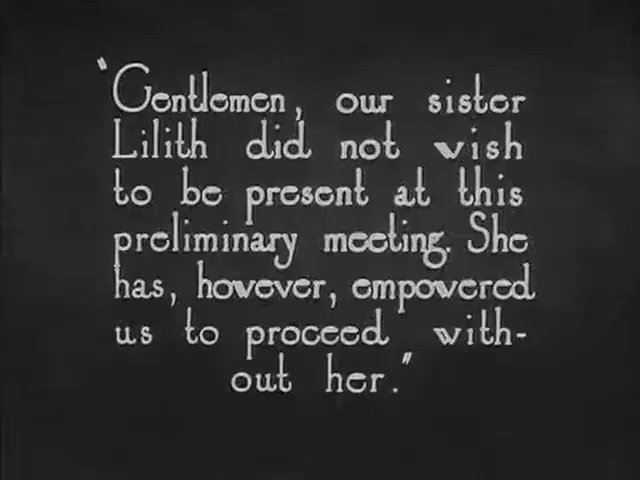 "Gentlemen, our sister
Lilith did not wish
to be present at this
preliminary meeting. She
has, however, empowered
us to proceed with-
out her."